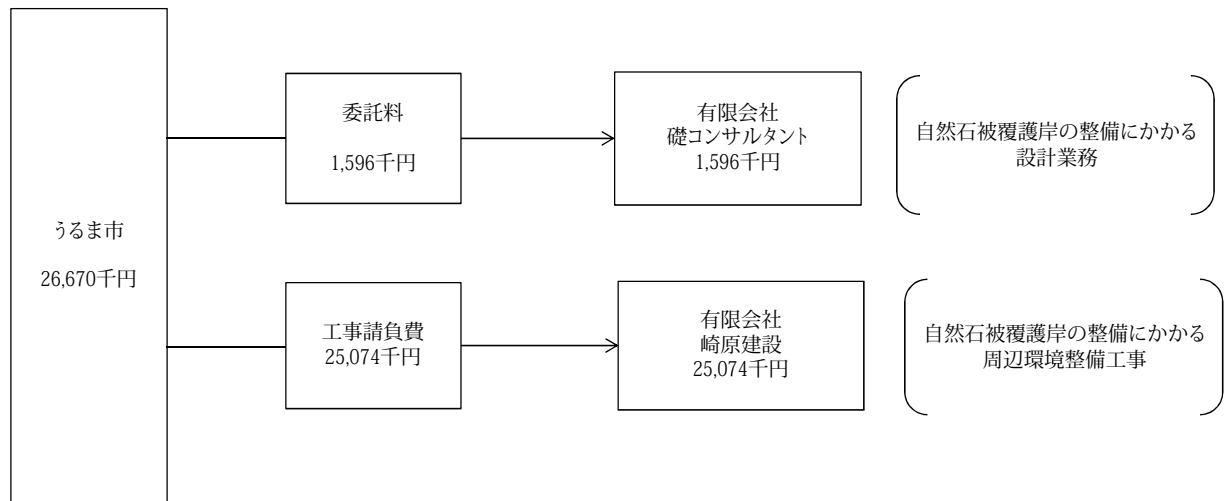 うるま市
26,670千円
委託料
1,596千円
有限会社
礎コンサルタント
1,596千円
自然石被覆護岸の整備にかかる
設計業務
工事請負費
25,074千円
有限会社
崎原建設
25,074千円
自然石被覆護岸の整備にかかる
周辺環境整備工事